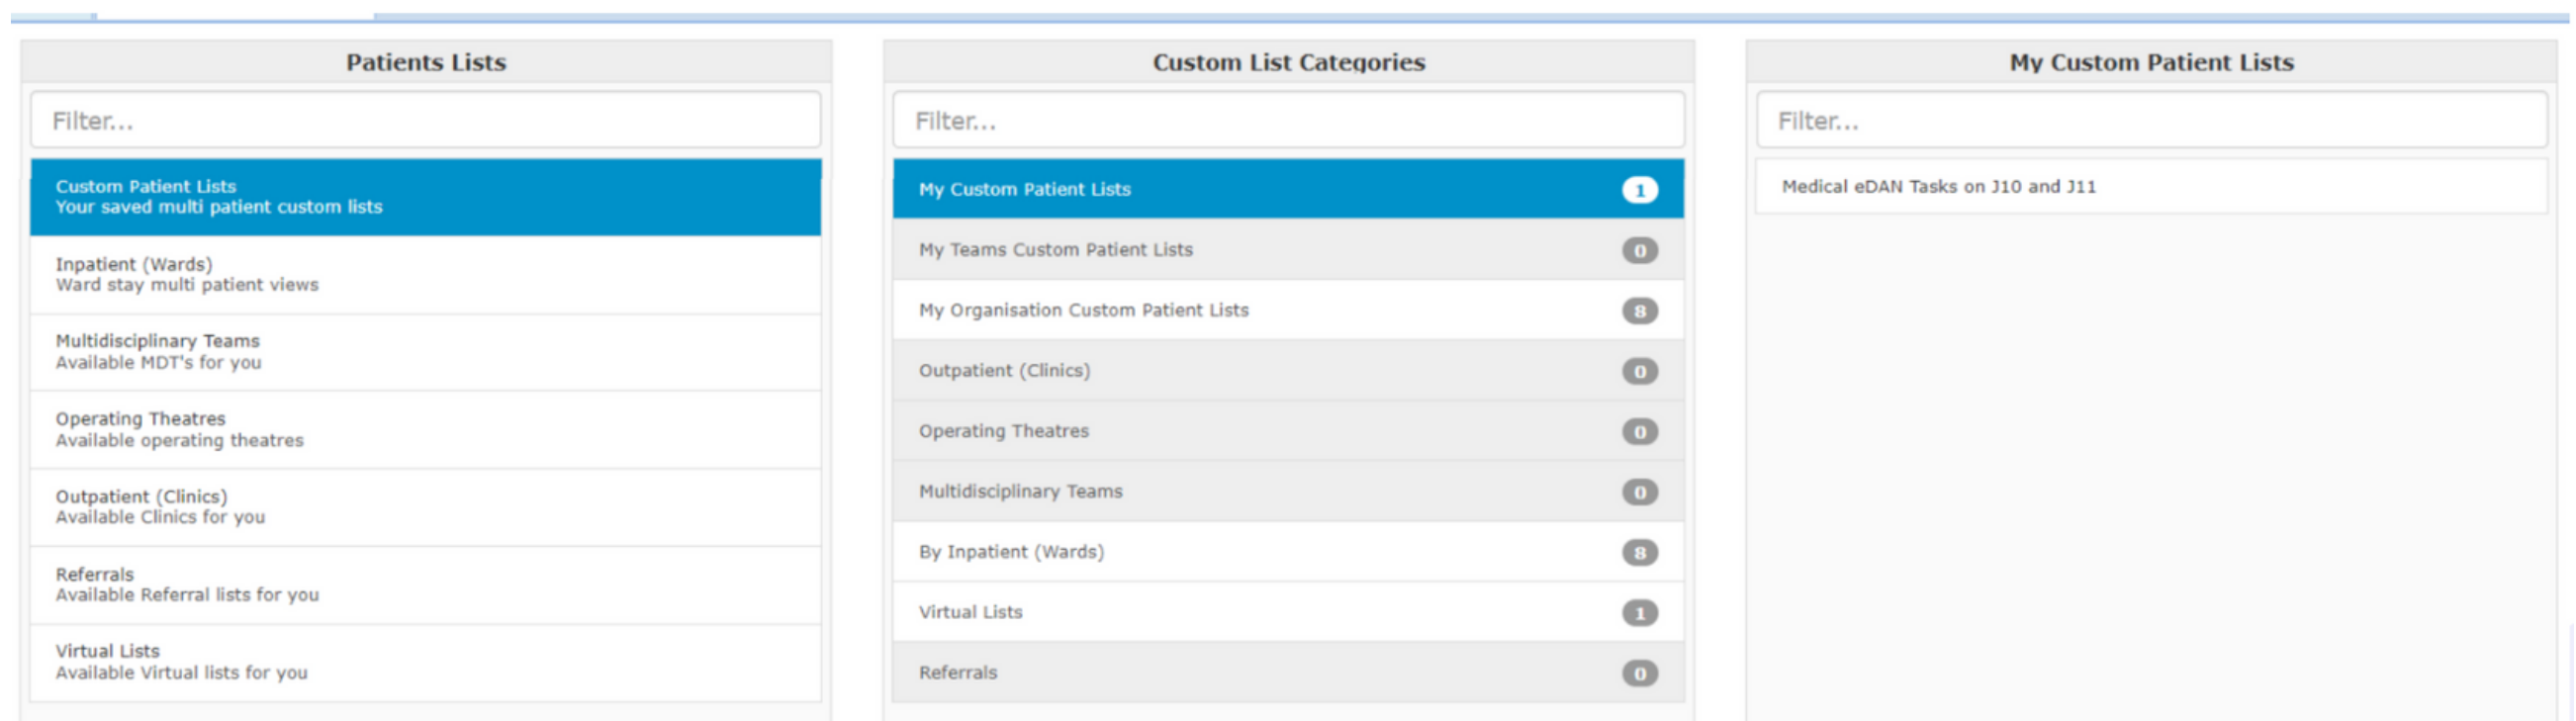 Patients Lists
Filter...
Custom Patient Lists
Your saved multi patient custom lists
Inpatient (Wards)
Ward stay multi patient views
Multidisciplinary Teams
Available MDT's for you
Operating Theatres
Available operating theatres
Outpatient (Clinics)
Available Clinics for you
Referrals
Available Referral lists for you
Virtual Lists
Available Virtual lists for you
Custom List Categories
Filter...
My Custom Patient Lists 1
My Teams Custom Patient Lists 0
My Organisation Custom Patient Lists 8
Outpatient (Clinics) 0
Operating Theatres 0
Multidisciplinary Teams 0
By Inpatient (Wards) 8
Virtual Lists 1
Referrals 0
My Custom Patient Lists
Filter...
Medical eDAN Tasks on J10 and J11